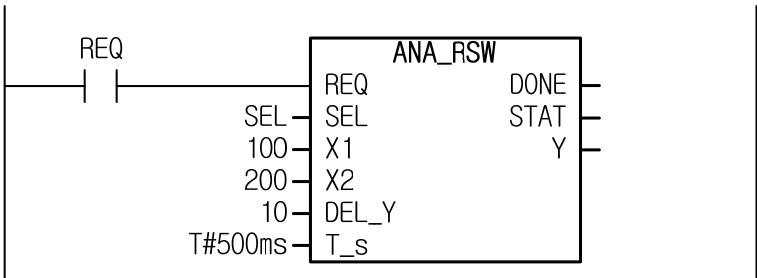 REQ
ANA_RSW
REQ DONE
SEL SEL STAT
100 X1 Y
200 X2
10 DEL_Y
T#500ms T_s